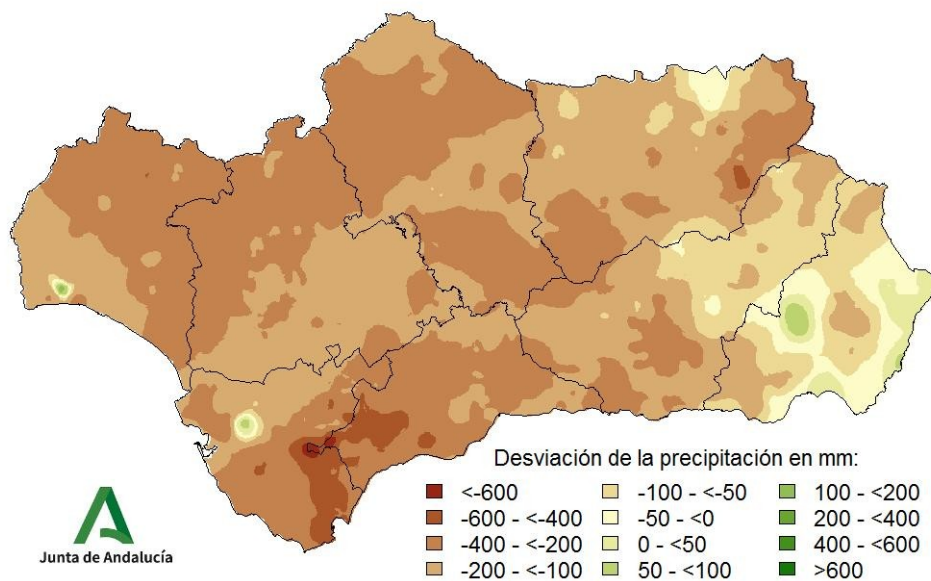 Desviación de la precipitación en mm:
<-600
-600 - <-400
-400 - <-200
-200 - <-100
-100 - <-50
-50 - <0
0 - <50
50 - <100
100 - <200
200 - <400
400 - <600
>600
Junta de Andalucía